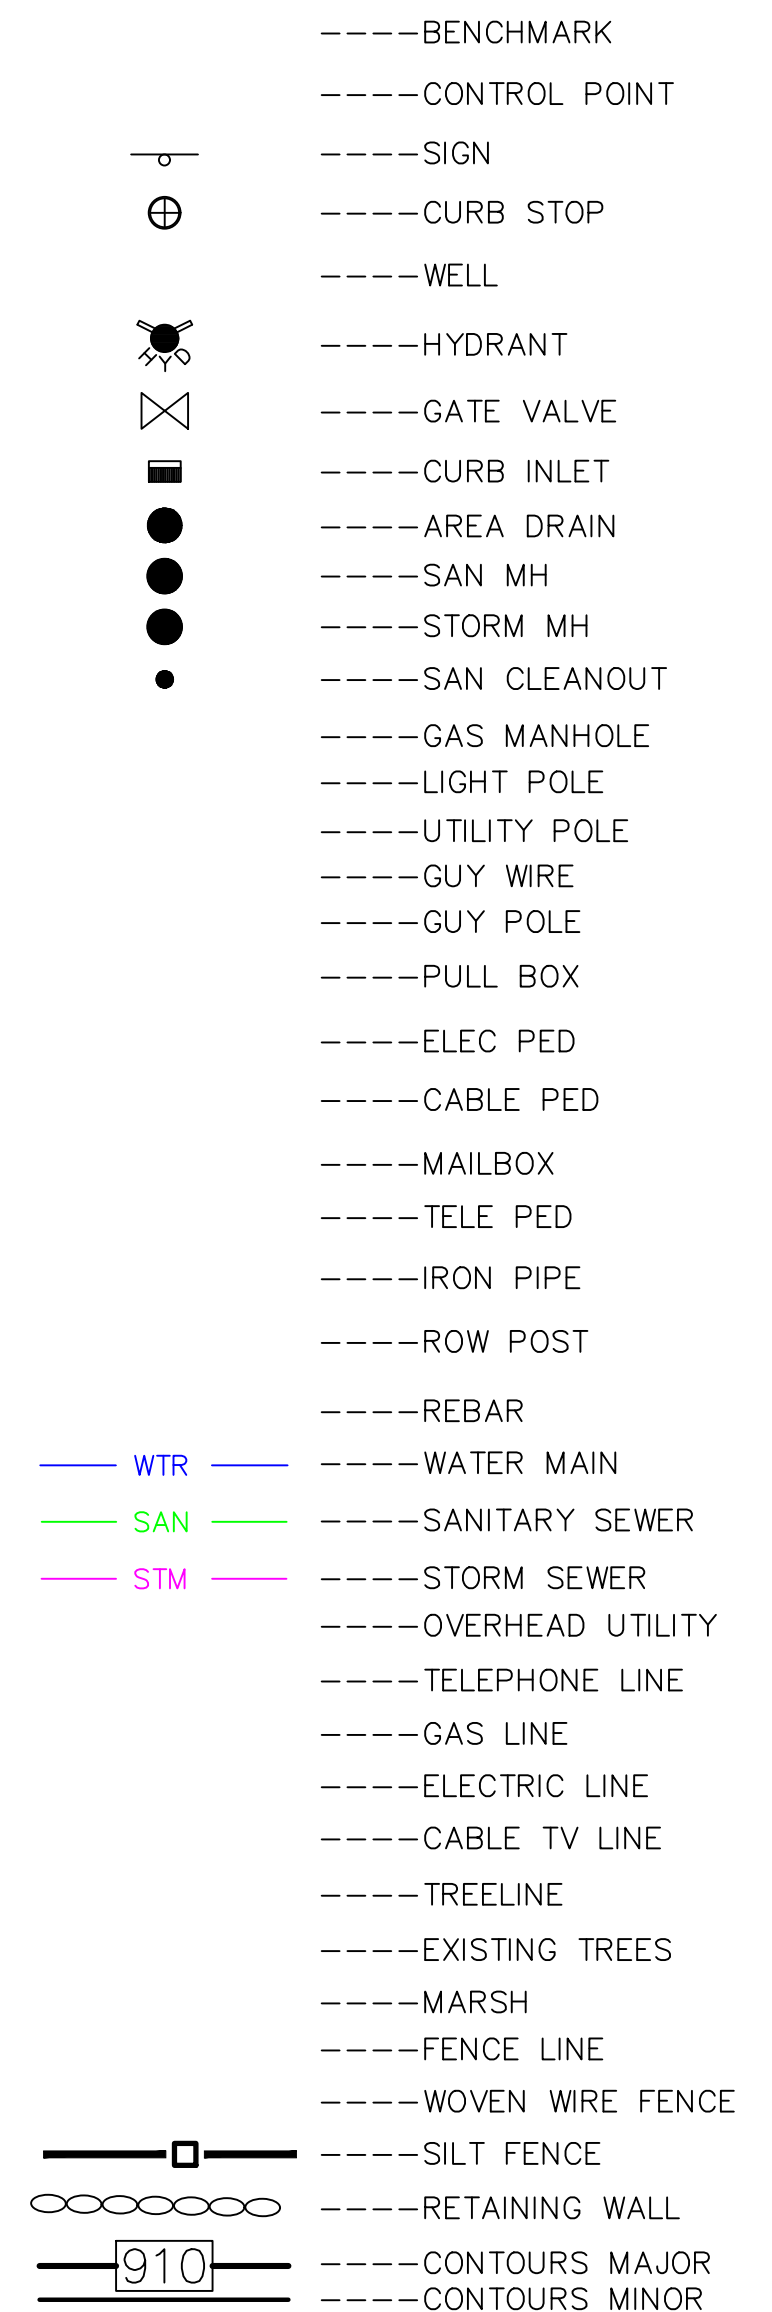 ----BENCHMARK
----CONTROL POINT
----SIGN
----CURB STOP
----WELL
HYD ----HYDRANT
----GATE VALVE
----CURB INLET
----AREA DRAIN
----SAN MH
----STORM MH
----SAN CLEANOUT
----GAS MANHOLE
----LIGHT POLE
----UTILITY POLE
----GUY WIRE
----GUY POLE
----PULL BOX
----ELEC PED
----CABLE PED
----MAILBOX
----TELE PED
----IRON PIPE
----ROW POST
----REBAR
WTR ----WATER MAIN
SAN ----SANITARY SEWER
STM ----STORM SEWER
----OVERHEAD UTILITY
----TELEPHONE LINE
----GAS LINE
----ELECTRIC LINE
----CABLE TV LINE
----TREELINE
----EXISTING TREES
----MARSH
----FENCE LINE
----WOVEN WIRE FENCE
----SILT FENCE
----RETAINING WALL
910 ----CONTOURS MAJOR
----CONTOURS MINOR